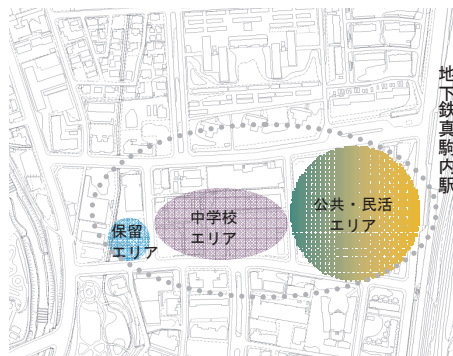 地下鉄真駒内駅
公共・民活
エリア
中学校
エリア
保留
エリア